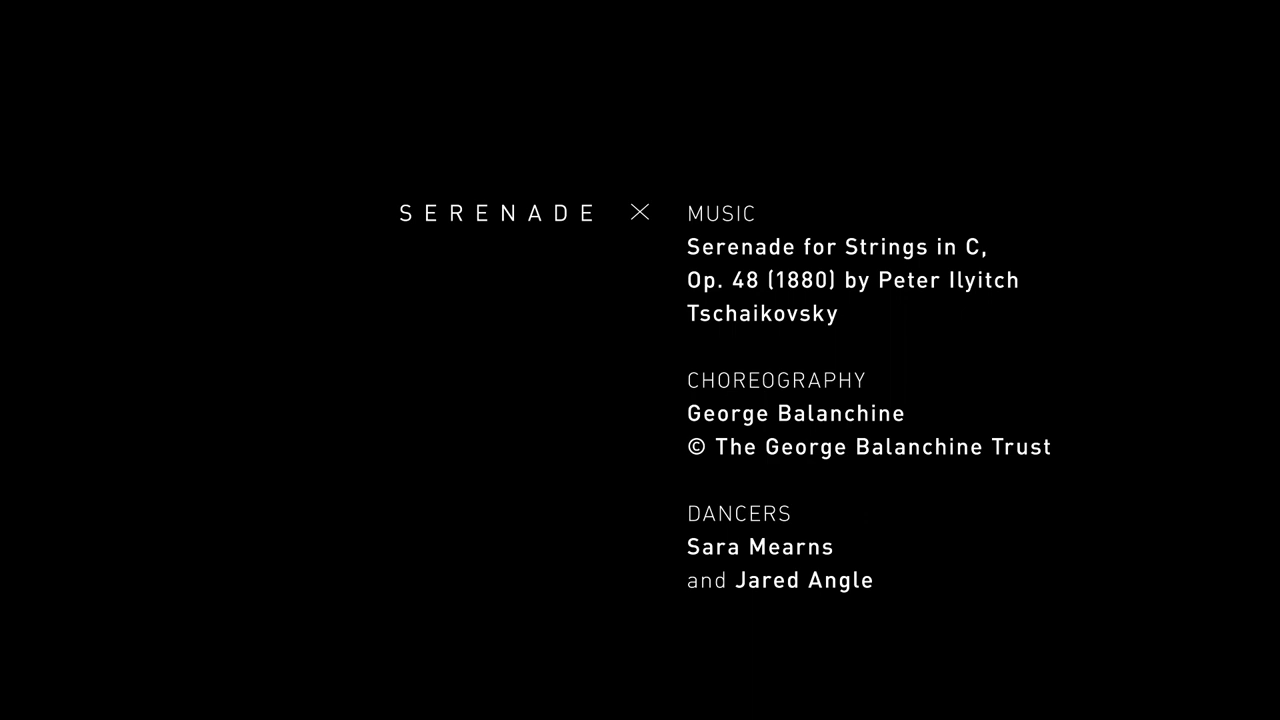 SERENADE × MUSIC
Serenade for Strings in C,
Op. 48 (1880) by Peter Ilyitch
Tschaikovsky
CHOREOGRAPHY
George Balanchine
© The George Balanchine Trust
DANCERS
Sara Mearns
and Jared Angle